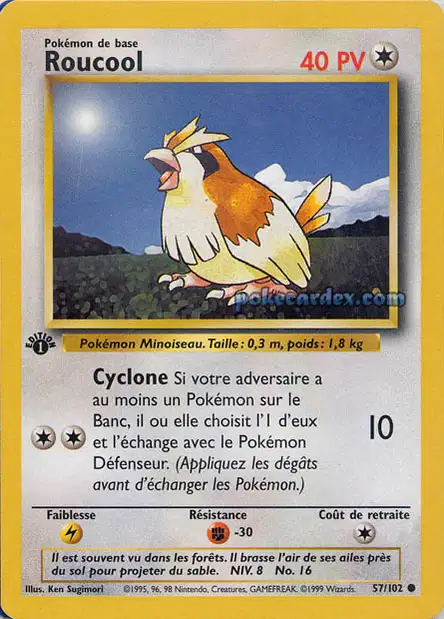 Pokémon de base
Roucool
40 PV
pokecardex.com
EDITION 1
Pokémon Minoiseau. Taille : 0,3 m, poids : 1,8 kg
Cyclone Si votre adversaire a
au moins un Pokémon sur le
Banc, il ou elle choisit l'1 d'eux
et l'échange avec le Pokémon
Défenseur. (Appliquez les dégâts
avant d'échanger les Pokémon.)
10
Faiblesse Résistance Coût de retraite
-30
Il est souvent vu dans les forêts. Il brasse l'air de ses ailes près
du sol pour projeter du sable. NIV. 8 No. 16
Illus. Ken Sugimori ©1995, 96, 98 Nintendo, Creatures, GAMEFREAK. ©1999 Wizards. 57/102